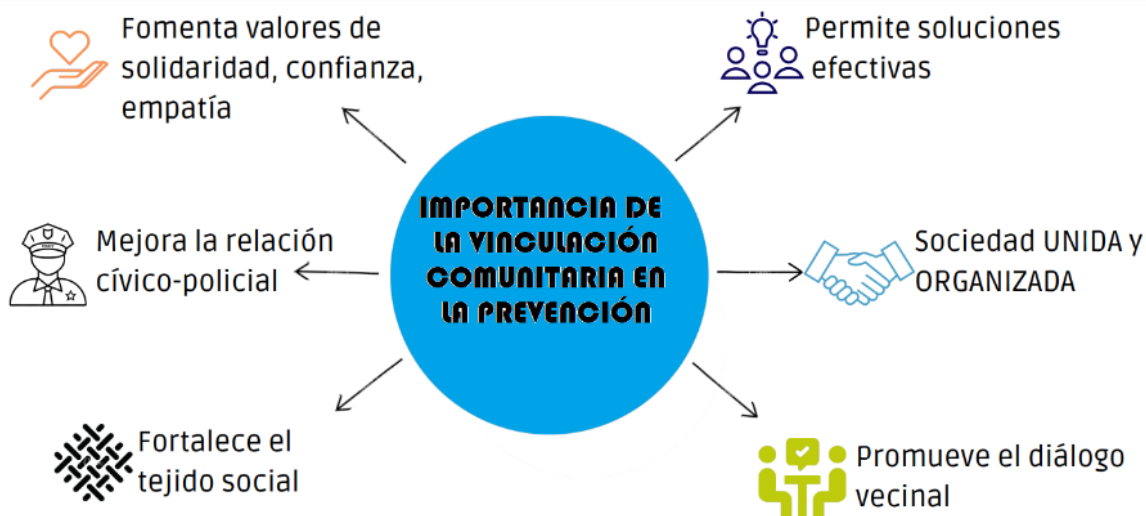 Fomenta valores de
solidaridad, confianza,
empatía
Permite soluciones
efectivas
IMPORTANCIA DE
LA VINCULACIÓN
COMUNITARIA EN
LA PREVENCIÓN
Mejora la relación
cívico-policial
Sociedad UNIDA y
ORGANIZADA
Fortalece el
tejido social
Promueve el diálogo
vecinal